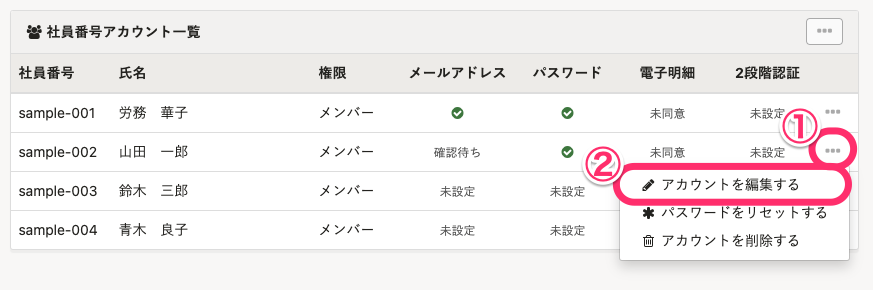 社員番号アカウント一覧
社員番号 氏名 権限 メールアドレス パスワード 電子明細 2段階認証
sample-001 労務　華子 メンバー 未同意 未設定
①
sample-002 山田　一郎 メンバー 確認待ち 未同意 未設定
②
アカウントを編集する
sample-003 鈴木　三郎 メンバー 未設定 未設定
パスワードをリセットする
sample-004 青木　良子 メンバー 未設定 未設定
アカウントを削除する